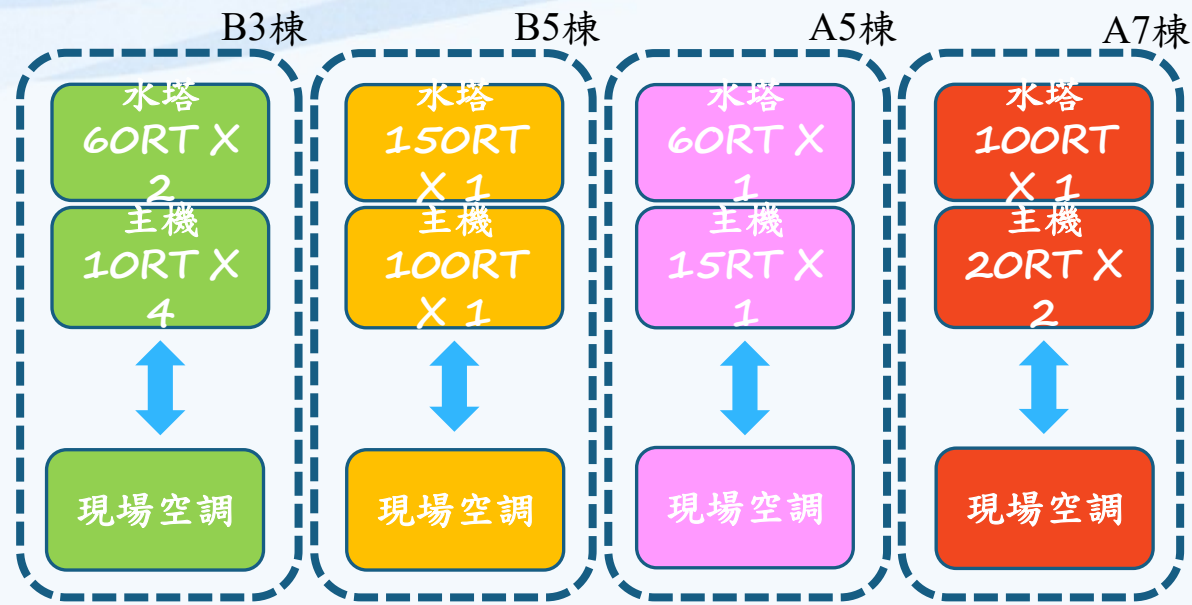 B3棟
水塔
60RT X
2
主機
10RT X
4
現場空調
B5棟
水塔
150RT
X 1
主機
100RT
X 1
現場空調
A5棟
水塔
60RT X
1
主機
15RT X
1
現場空調
A7棟
水塔
100RT
X 1
主機
20RT X
2
現場空調